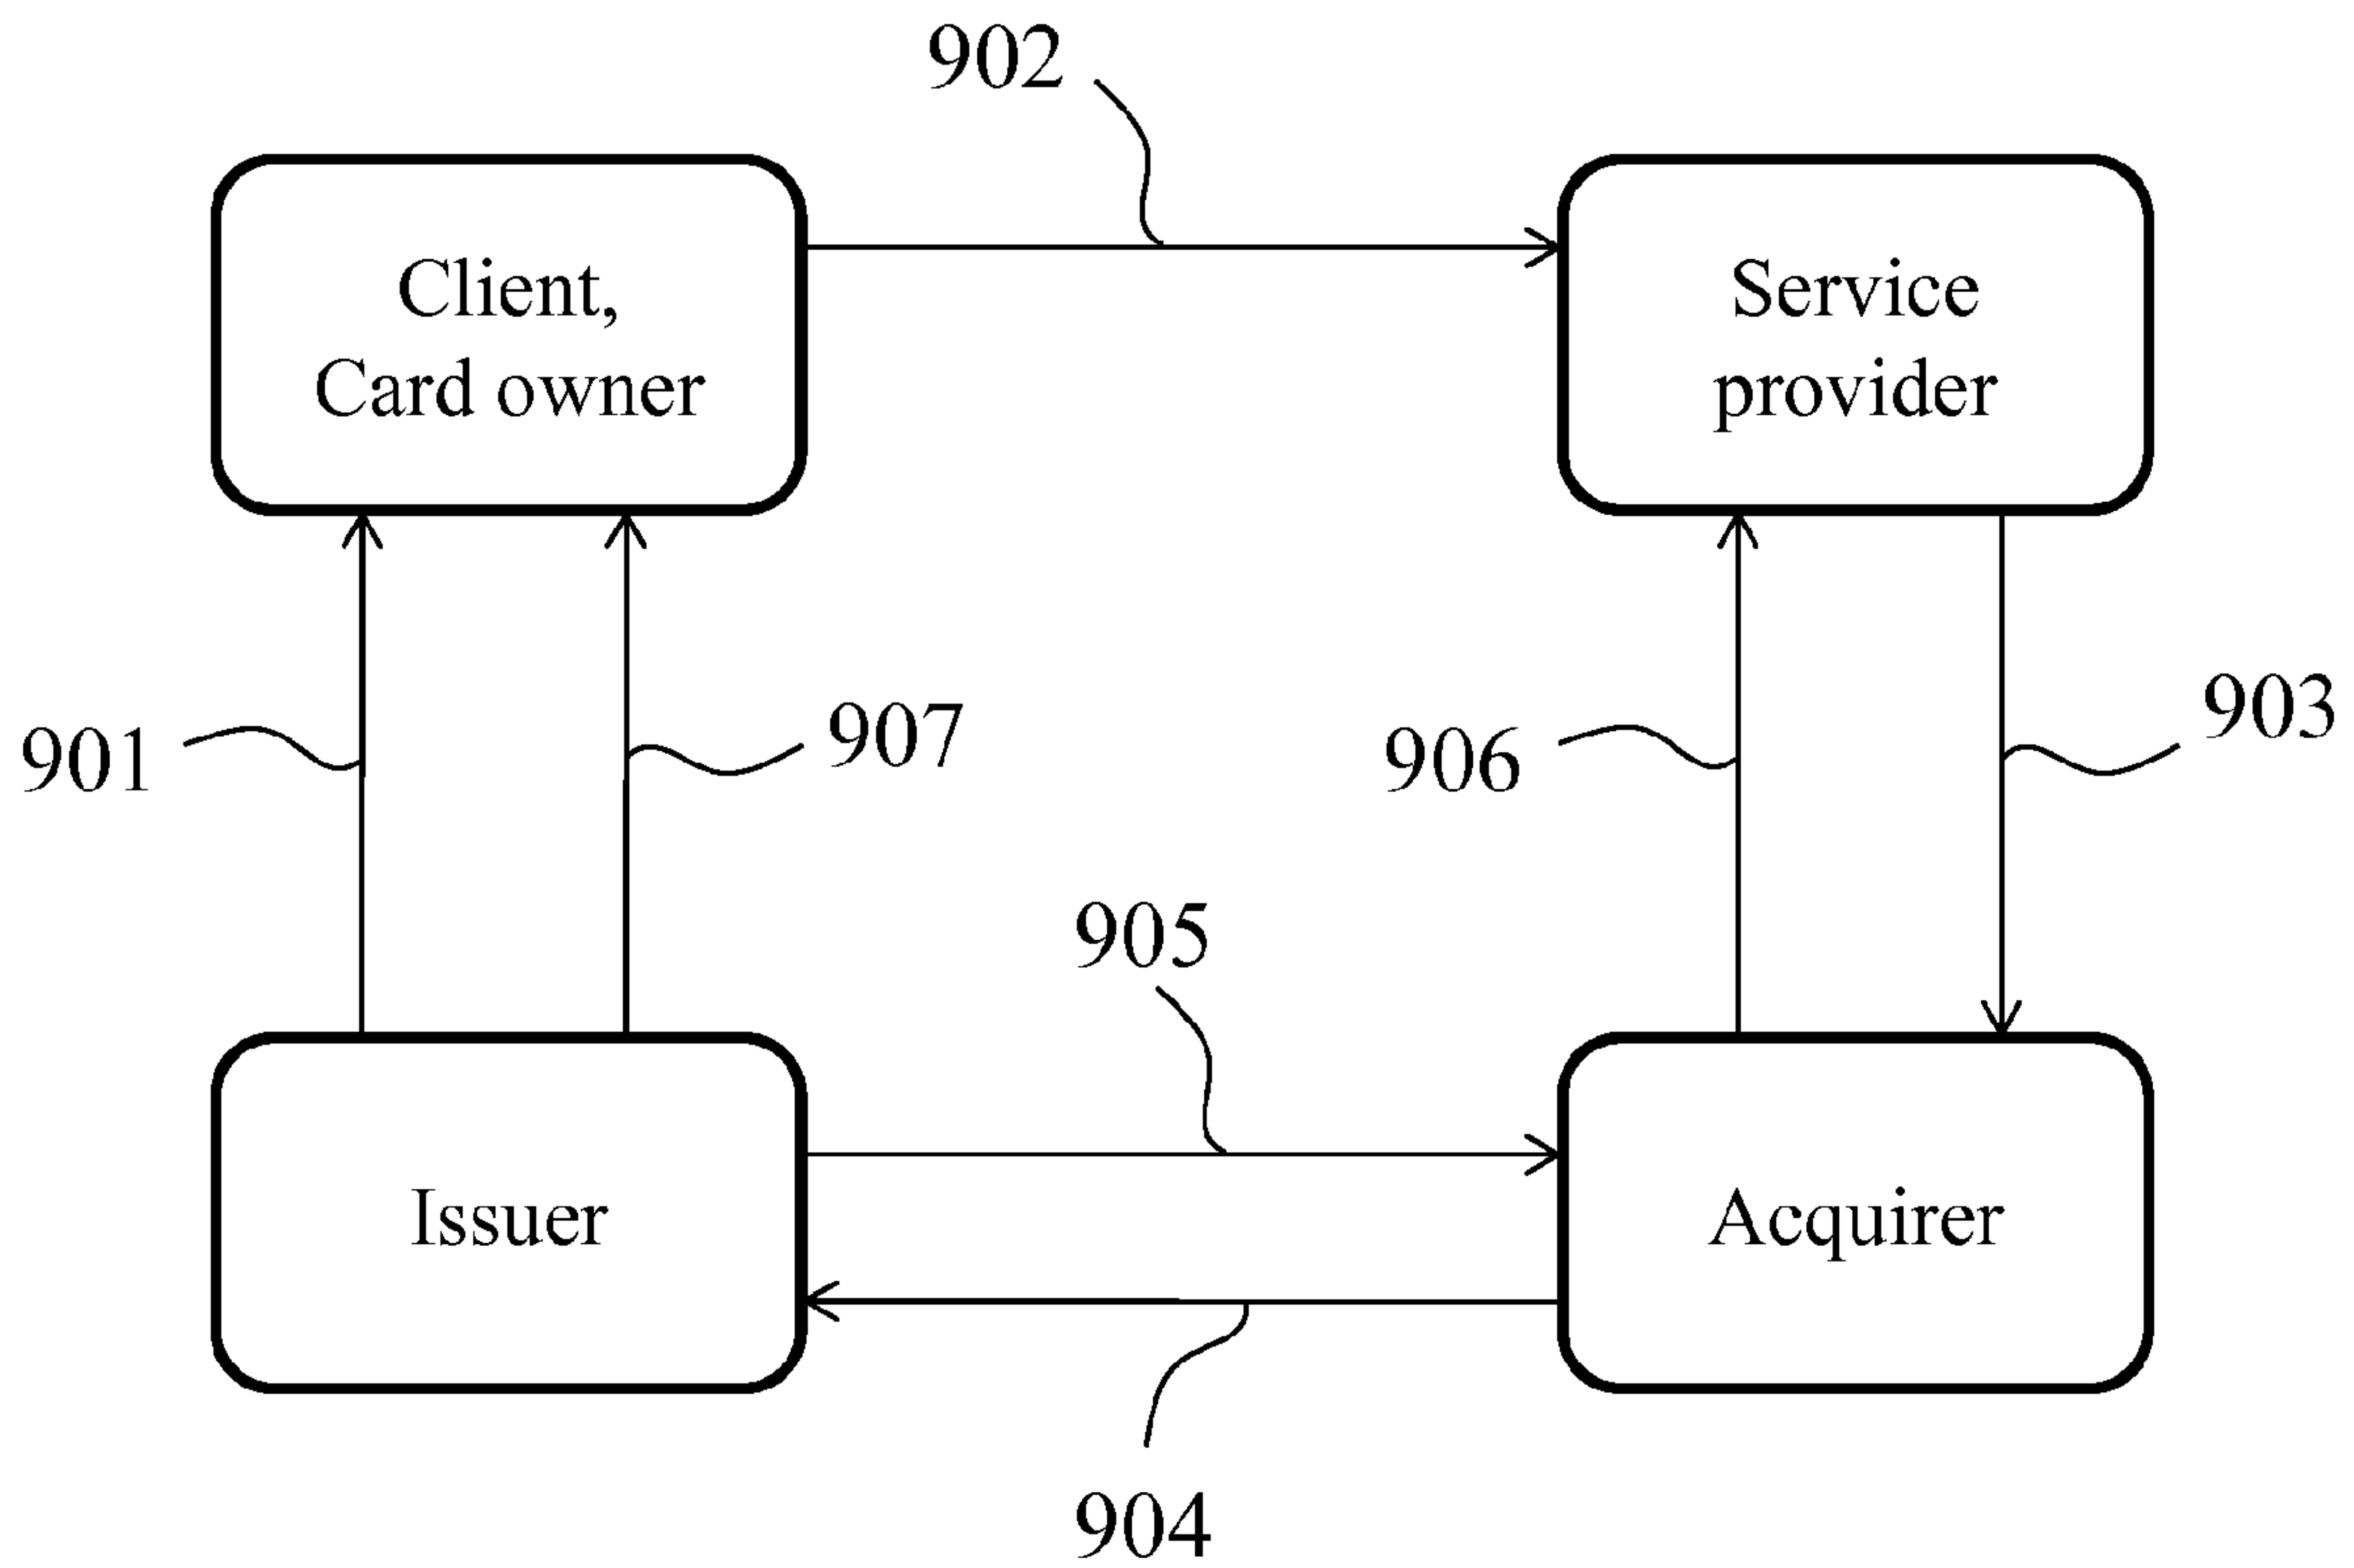 902
Client,
Card owner
Service
provider
901
907
906
903
905
Issuer
Acquirer
904